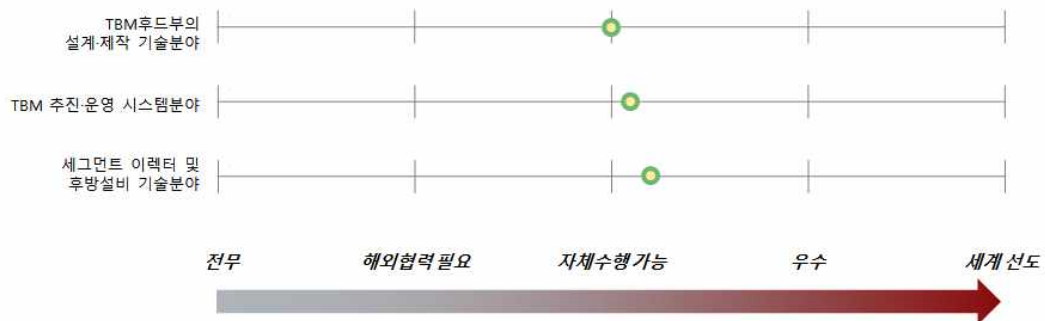 TBM후드부의
설계·제작 기술분야
TBM 추진·운영 시스템분야
세그먼트 이렉터 및
후방설비 기술분야
전무 해외협력 필요 자체수행 가능 우수 세계 선도